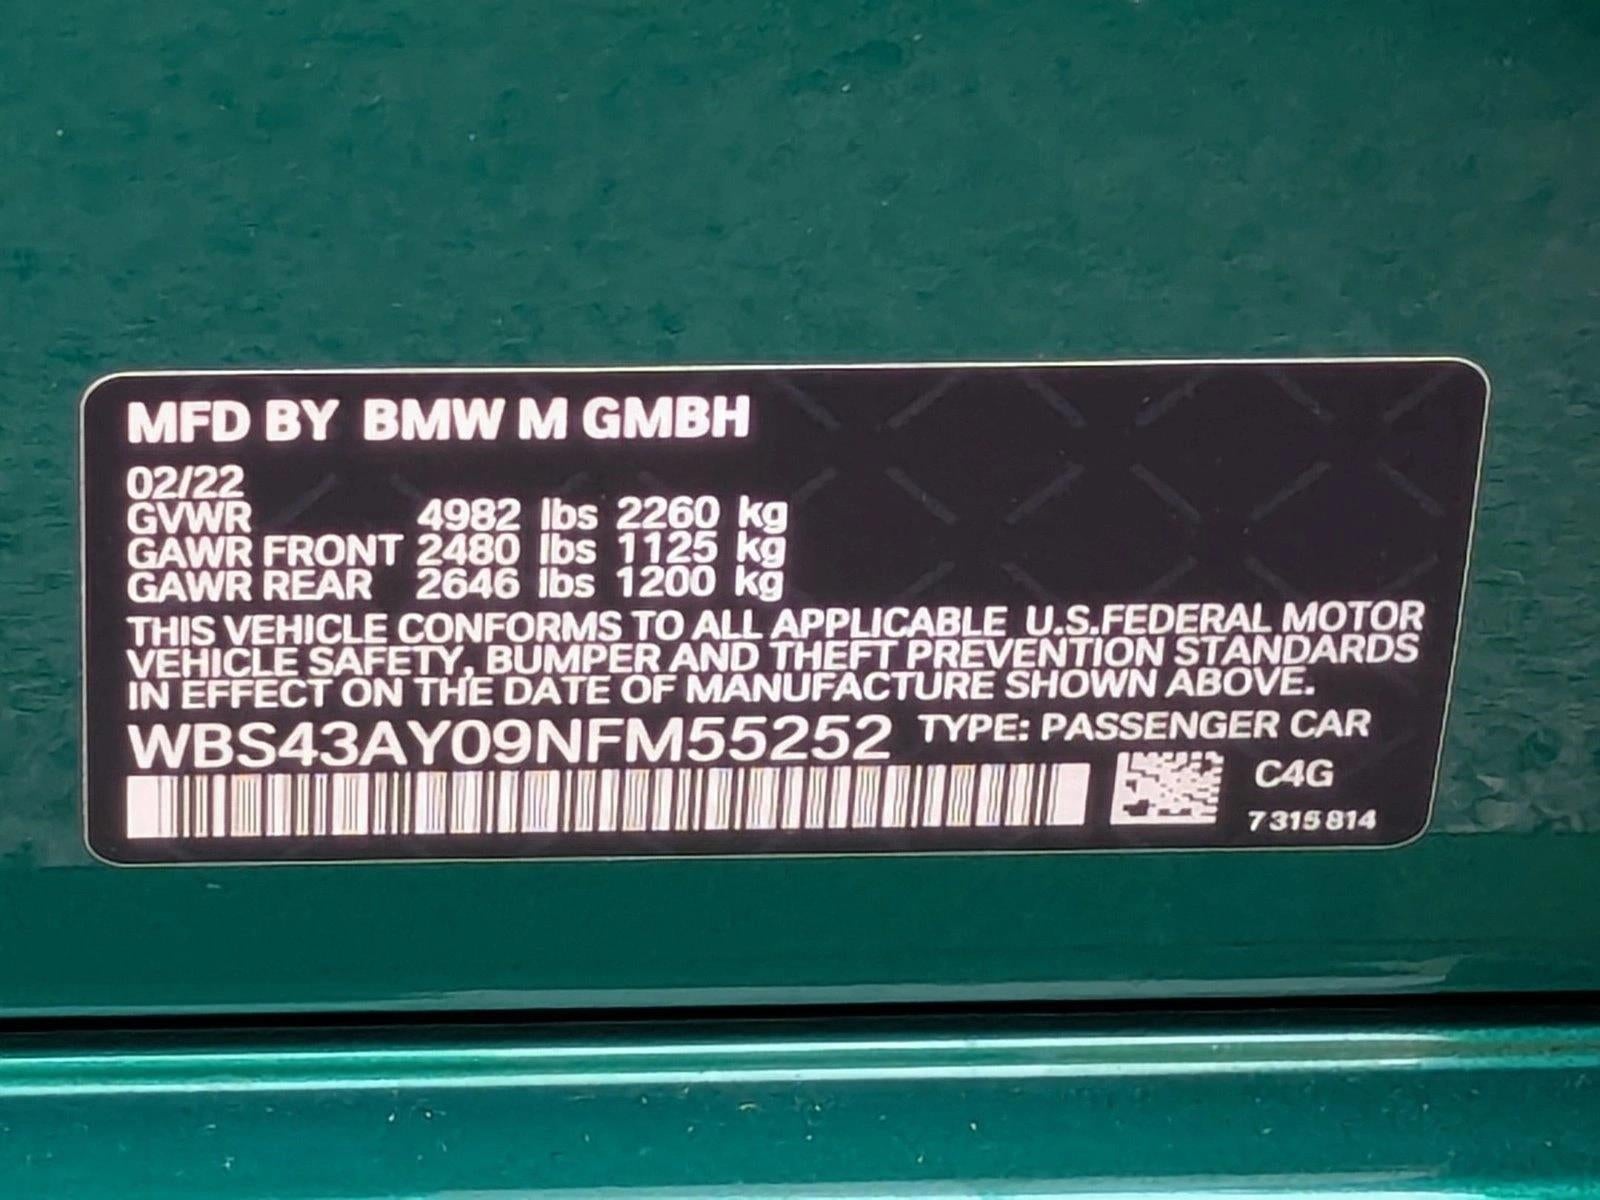 MFD BY BMW M GMBH
02/22
GVWR 4982 lbs 2260 kg
GAWR FRONT 2480 lbs 1125 kg
GAWR REAR 2646 lbs 1200 kg
THIS VEHICLE CONFORMS TO ALL APPLICABLE U.S.FEDERAL MOTOR
VEHICLE SAFETY, BUMPER AND THEFT PREVENTION STANDARDS
IN EFFECT ON THE DATE OF MANUFACTURE SHOWN ABOVE.
WBS43AY09NFM55252 TYPE: PASSENGER CAR
C4G
7 315 814